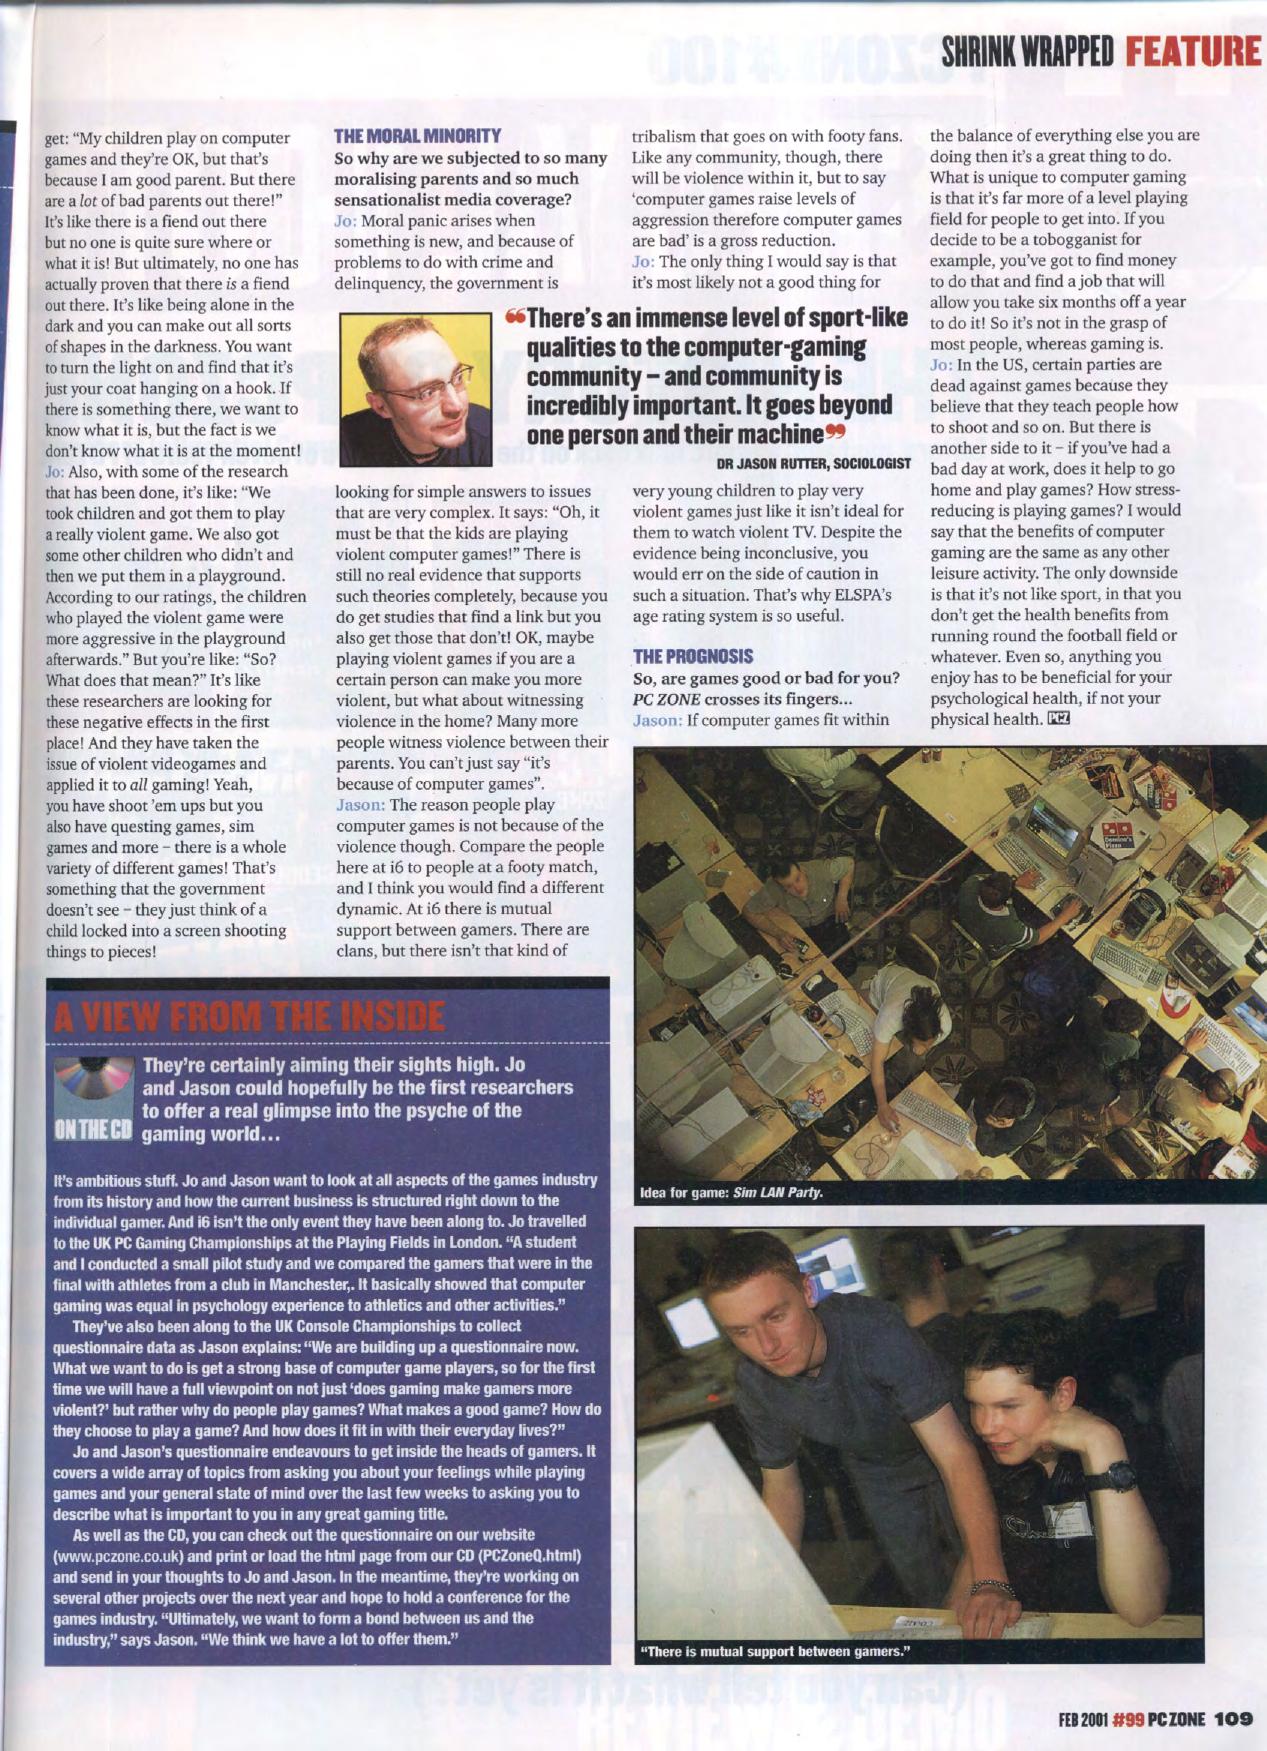 SHRINK WRAPPED FEATURE
get: “My children play on computer
games and they’re OK, but that’s
because I am good parent. But there
are a lot of bad parents out there!”
It’s like there is a fiend out there
but no one is quite sure where or
what it is! But ultimately, no one has
actually proven that there is a fiend
out there. It’s like being alone in the
dark and you can make out all sorts
of shapes in the darkness. You want
to turn the light on and find that it’s
just your coat hanging on a hook. If
there is something there, we want to
know what it is, but the fact is we
don’t know what it is at the moment!
Jo: Also, with some of the research
that has been done, it’s like: “We
took children and got them to play
a really violent game. We also got
some other children who didn’t and
then we put them in a playground.
According to our ratings, the children
who played the violent game were
more aggressive in the playground
afterwards.” But you’re like: “So?
What does that mean?” It’s like
these researchers are looking for
these negative effects in the first
place! And they have taken the
issue of violent videogames and
applied it to all gaming! Yeah,
you have shoot ’em ups but you
also have questing games, sim
games and more – there is a whole
variety of different games! That’s
something that the government
doesn’t see – they just think of a
child locked into a screen shooting
things to pieces!
THE MORAL MINORITY
So why are we subjected to so many
moralising parents and so much
sensationalist media coverage?
Jo: Moral panic arises when
something is new, and because of
problems to do with crime and
delinquency, the government is
looking for simple answers to issues
that are very complex. It says: “Oh, it
must be that the kids are playing
violent computer games!” There is
still no real evidence that supports
such theories completely, because you
do get studies that find a link but you
also get those that don’t! OK, maybe
playing violent games if you are a
certain person can make you more
violent, but what about witnessing
violence in the home? Many more
people witness violence between their
parents. You can’t just say “it’s
because of computer games”.
Jason: The reason people play
computer games is not because of the
violence though. Compare the people
here at i6 to people at a footy match,
and I think you would find a different
dynamic. At i6 there is mutual
support between gamers. There are
clans, but there isn’t that kind of
tribalism that goes on with footy fans.
Like any community, though, there
will be violence within it, but to say
‘computer games raise levels of
aggression therefore computer games
are bad’ is a gross reduction.
Jo: The only thing I would say is that
it’s most likely not a good thing for
“There’s an immense level of sport-like
qualities to the computer-gaming
community – and community is
incredibly important. It goes beyond
one person and their machine”
DR JASON RUTTER, SOCIOLOGIST
very young children to play very
violent games just like it isn’t ideal for
them to watch violent TV. Despite the
evidence being inconclusive, you
would err on the side of caution in
such a situation. That’s why ELSPA’s
age rating system is so useful.
THE PROGNOSIS
So, are games good or bad for you?
PC ZONE crosses its fingers...
Jason: If computer games fit within
the balance of everything else you are
doing then it’s a great thing to do.
What is unique to computer gaming
is that it’s far more of a level playing
field for people to get into. If you
decide to be a tobogganist for
example, you’ve got to find money
to do that and find a job that will
allow you take six months off a year
to do it! So it’s not in the grasp of
most people, whereas gaming is.
Jo: In the US, certain parties are
dead against games because they
believe that they teach people how
to shoot and so on. But there is
another side to it – if you’ve had a
bad day at work, does it help to go
home and play games? How stress-
reducing is playing games? I would
say that the benefits of computer
gaming are the same as any other
leisure activity. The only downside
is that it’s not like sport, in that you
don’t get the health benefits from
running round the football field or
whatever. Even so, anything you
enjoy has to be beneficial for your
psychological health, if not your
physical health. PCZ
A VIEW FROM THE INSIDE
ON THE CD
They’re certainly aiming their sights high. Jo
and Jason could hopefully be the first researchers
to offer a real glimpse into the psyche of the
gaming world...
It’s ambitious stuff. Jo and Jason want to look at all aspects of the games industry
from its history and how the current business is structured right down to the
individual gamer. And i6 isn’t the only event they have been along to. Jo travelled
to the UK PC Gaming Championships at the Playing Fields in London. “A student
and I conducted a small pilot study and we compared the gamers that were in the
final with athletes from a club in Manchester,. It basically showed that computer
gaming was equal in psychology experience to athletics and other activities.”
They’ve also been along to the UK Console Championships to collect
questionnaire data as Jason explains: “We are building up a questionnaire now.
What we want to do is get a strong base of computer game players, so for the first
time we will have a full viewpoint on not just ‘does gaming make gamers more
violent?’ but rather why do people play games? What makes a good game? How do
they choose to play a game? And how does it fit in with their everyday lives?”
Jo and Jason’s questionnaire endeavours to get inside the heads of gamers. It
covers a wide array of topics from asking you about your feelings while playing
games and your general state of mind over the last few weeks to asking you to
describe what is important to you in any great gaming title.
As well as the CD, you can check out the questionnaire on our website
(www.pczone.co.uk) and print or load the html page from our CD (PCZoneQ.html)
and send in your thoughts to Jo and Jason. In the meantime, they’re working on
several other projects over the next year and hope to hold a conference for the
games industry. “Ultimately, we want to form a bond between us and the
industry,” says Jason. “We think we have a lot to offer them.”
Domino's
Pizza
Idea for game: Sim LAN Party.
“There is mutual support between gamers.”
FEB 2001 #99 PC ZONE 109